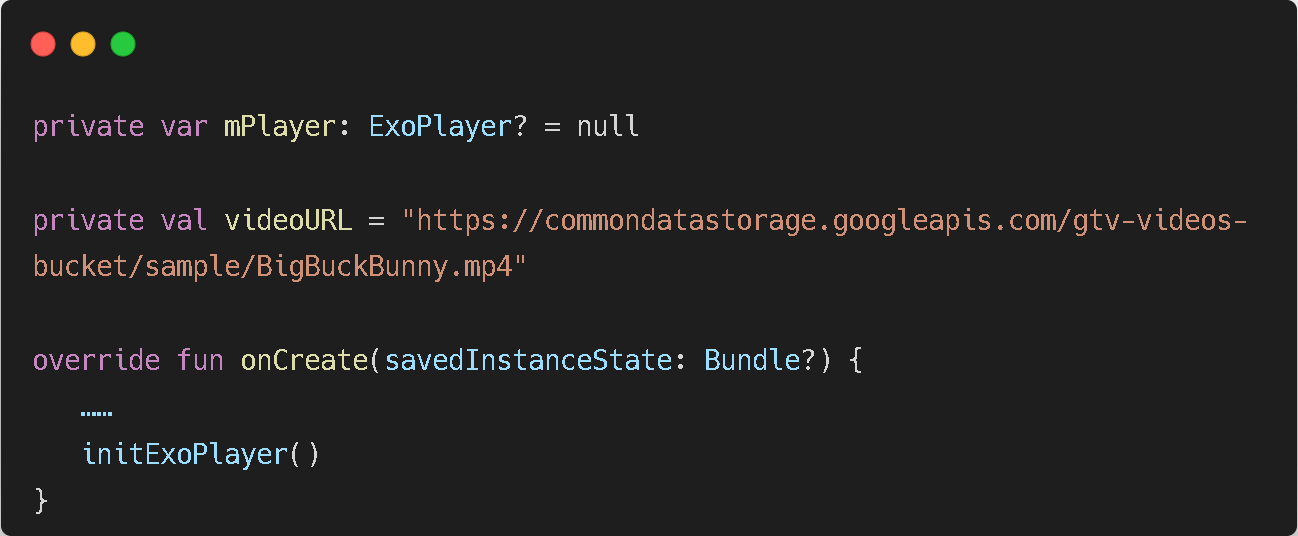 private var mPlayer: ExoPlayer? = null
private val videoURL = "https://commondatastorage.googleapis.com/gtv-videos-
bucket/sample/BigBuckBunny.mp4"
override fun onCreate(savedInstanceState: Bundle?) {
……
initExoPlayer()
}